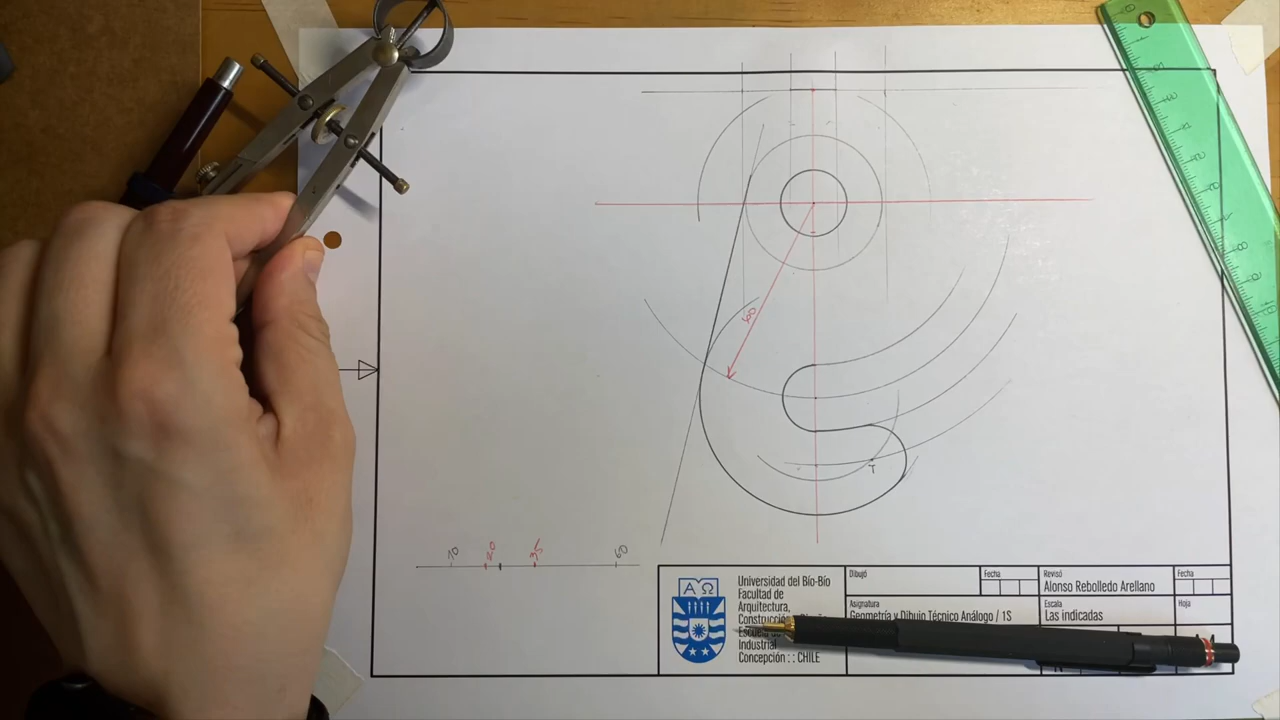 60
T
10
20
35
60
ΑΩ
Universidad del Bío-Bío
Facultad de
Arquitectura,
Industrial
Concepción : : CHILE
Dibujó
Fecha
Revisó
Alonso Rebolledo Arellano
Fecha
Asignatura
Geometría y Dibujo Técnico Análogo / 1S
Escala
Las indicadas
Hoja